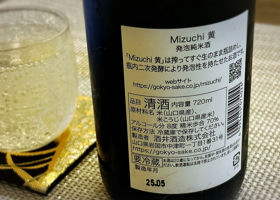 Mizuchi 黄
発泡純米酒
「Mizuchi 黄」は搾ってすぐ生のまま瓶詰めし、
瓶内二次発酵により発泡性を持たせたお酒です。
webサイト
https://gokyo-sake.co.jp/mizuchi/
品目 清酒 内容量 720ml
原材料 米(山口県産)、
米こうじ(山口県産米)
アルコール分 8度 精米歩合 70%
保存方法 冷蔵庫で保存してください。
製造者 酒井酒造株式会社
山口県岩国市中津町一丁目1番31号
https://www.gokyo-sake.co.jp
要冷蔵
製造年月
25.05